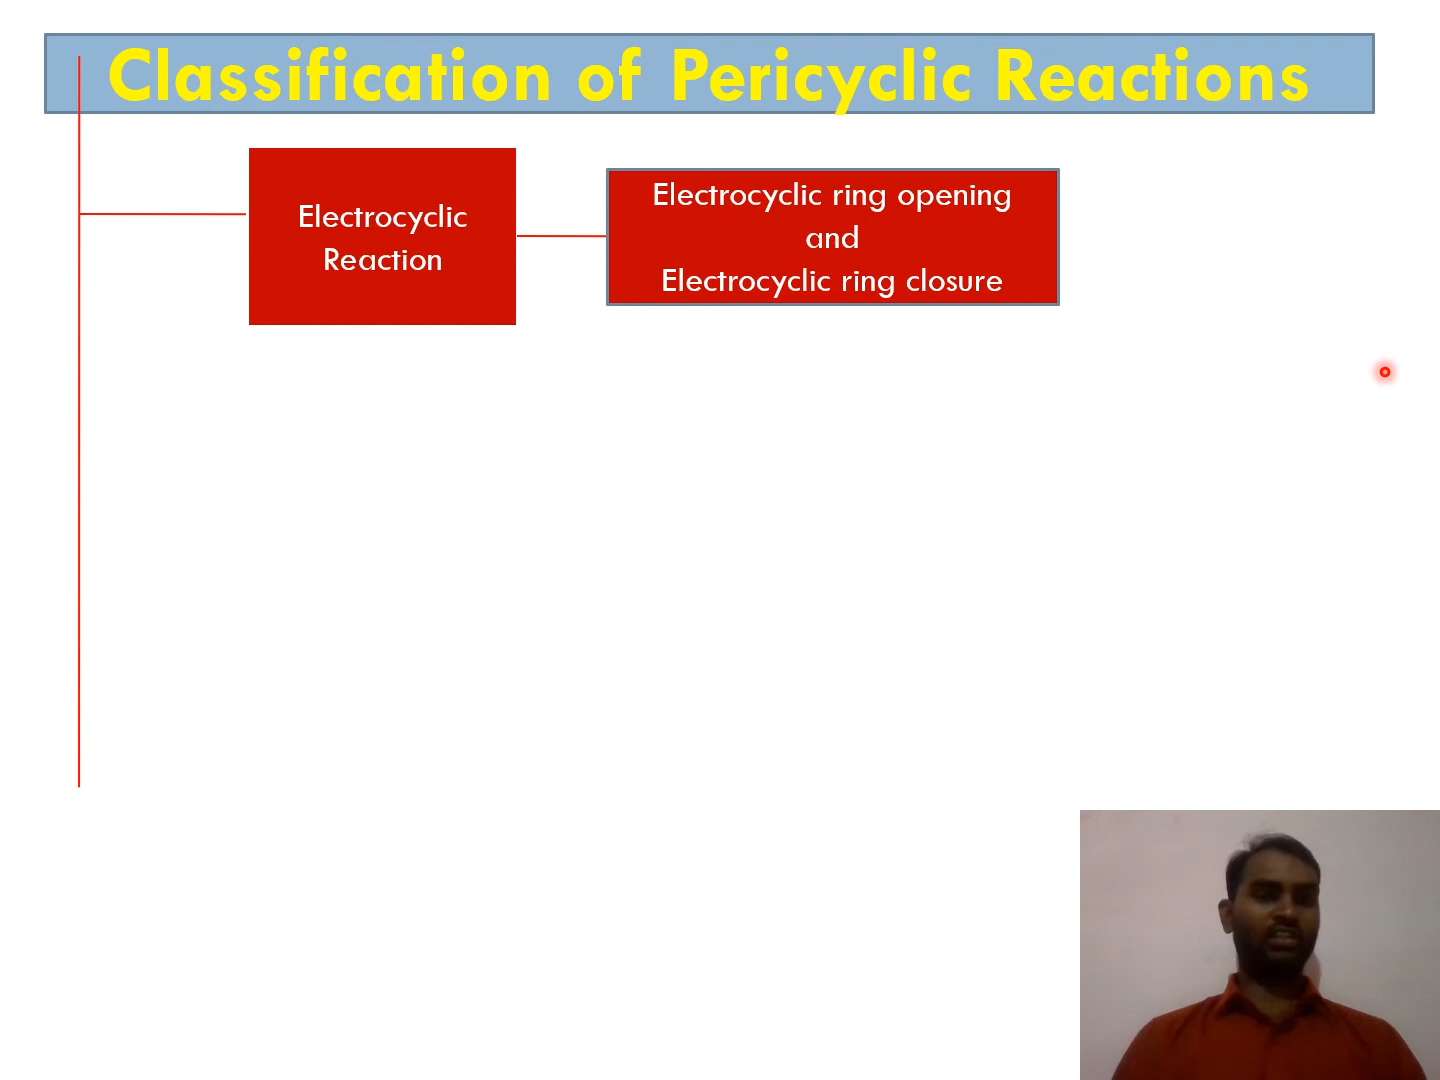 Classification of Pericyclic Reactions
Electrocyclic
Reaction
Electrocyclic ring opening
and
Electrocyclic ring closure